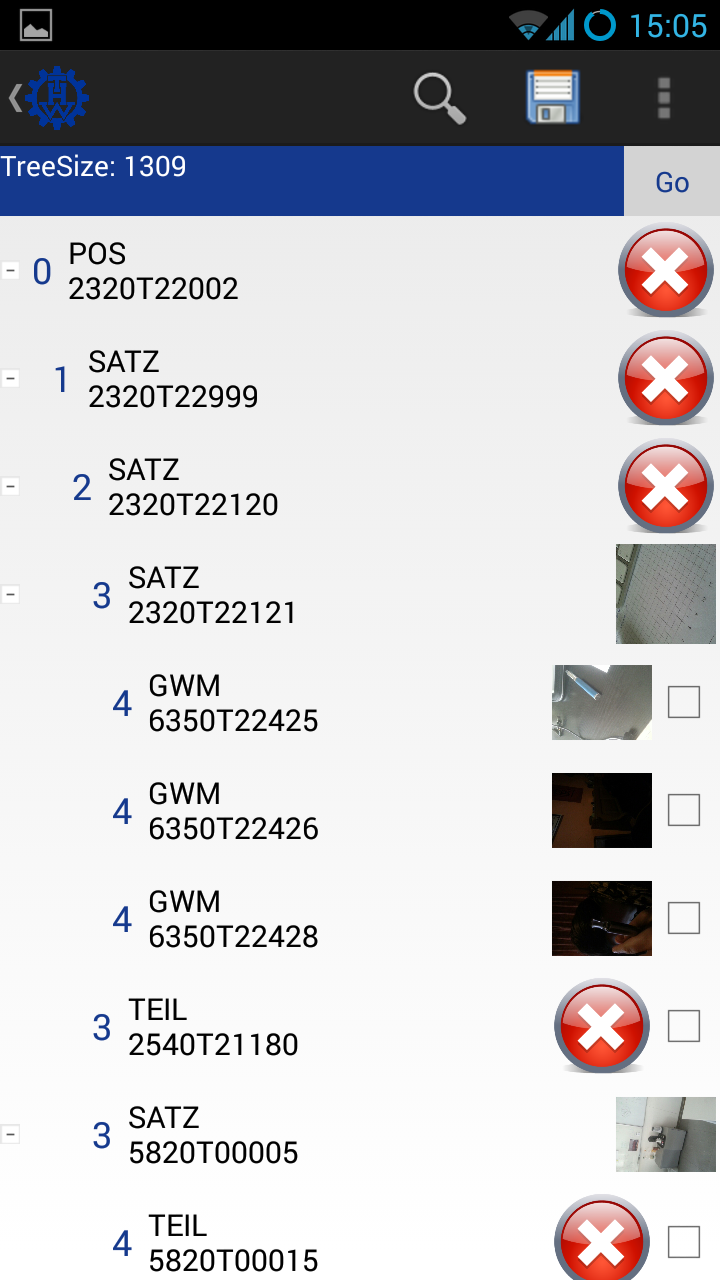 15:05
THW
TreeSize: 1309
Go
0
POS
2320T22002
1
SATZ
2320T22999
2
SATZ
2320T22120
3
SATZ
2320T22121
4
GWM
6350T22425
4
GWM
6350T22426
4
GWM
6350T22428
3
TEIL
2540T21180
3
SATZ
5820T00005
4
TEIL
5820T00015